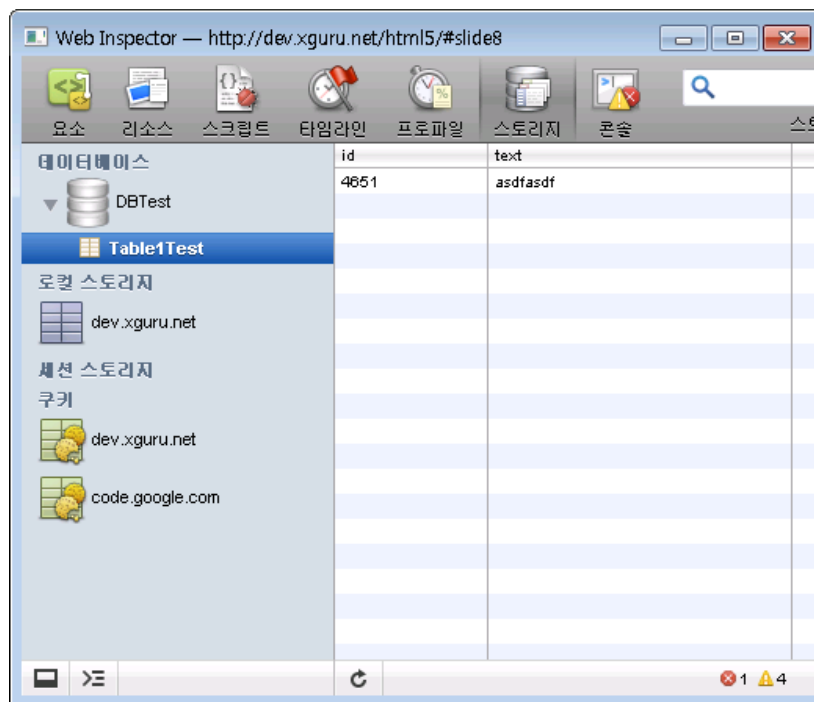 Web Inspector — http://dev.xguru.net/html5/#slide8
요소 리소스 스크립트 타임라인 프로파일 스토리지 콘솔
데이터베이스
DBTest
Table1Test
로컬 스토리지
dev.xguru.net
세션 스토리지
쿠키
dev.xguru.net
code.google.com
id text
4651 asdfasdf
1 4